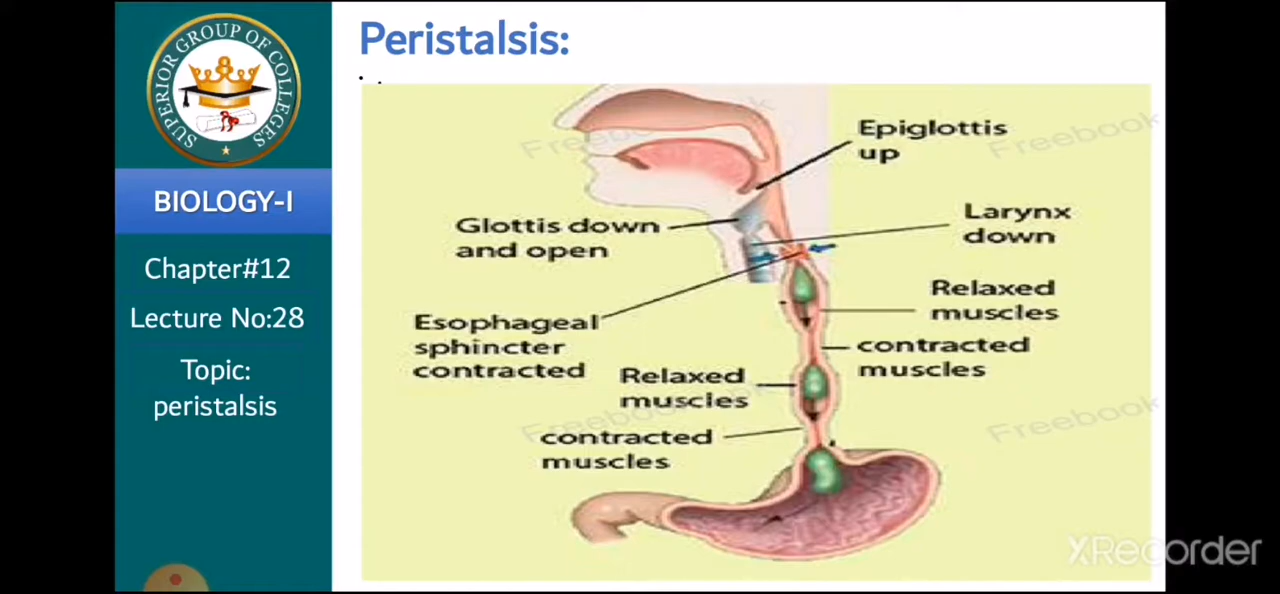 SUPERIOR GROUP OF COLLEGES
BIOLOGY-I
Chapter#12
Lecture No:28
Topic:
peristalsis
Peristalsis:
Freebook
Freebook
Epiglottis
up
Glottis down
and open
Larynx
down
Esophageal
sphincter
contracted
Relaxed
muscles
contracted
muscles
Relaxed
muscles
contracted
muscles
Freebook
Freebook
XRecorder